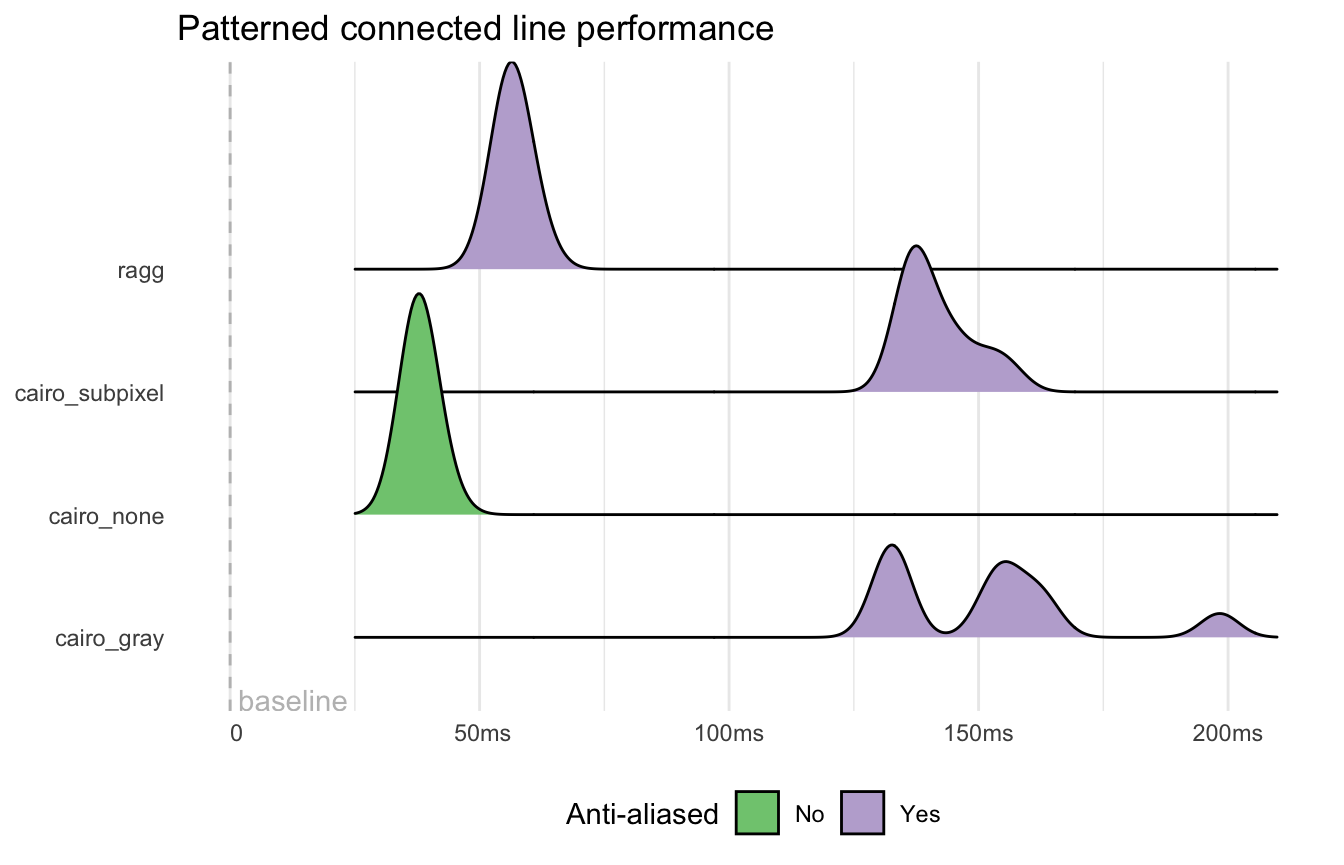 Patterned connected line performance
ragg
cairo_subpixel
cairo_none
cairo_gray
baseline
0 50ms 100ms 150ms 200ms
Anti-aliased No Yes